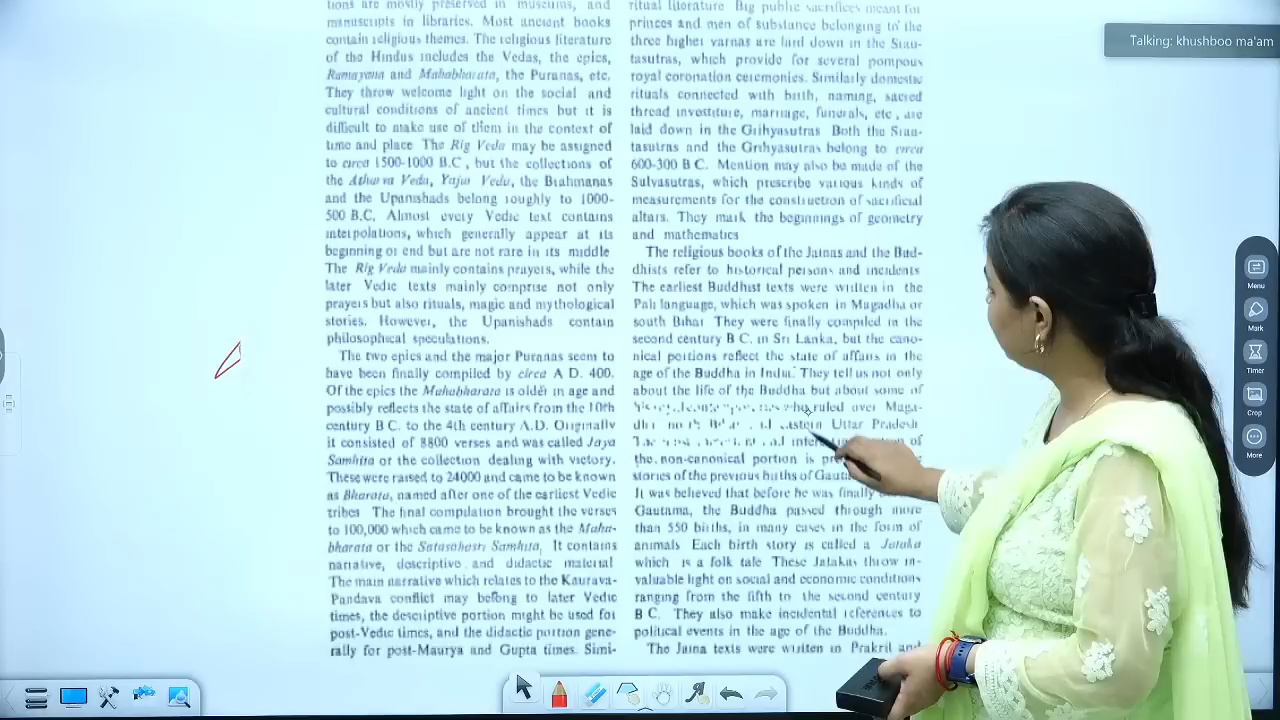 tions are mostly preserved in museums, and
manuscripts in libraries. Most ancient books
contain religious themes. The religious literature
of the Hindus includes the Vedas, the epics,
Ramayana and Mahabharata, the Puranas, etc.
They throw welcome light on the social and
cultural conditions of ancient times but it is
difficult to make use of them in the context of
time and place The Rig Veda may be assigned
to circa 1500-1000 B.C, but the collections of
the Atharva Veda, Yajur Veda, the Brahmanas
and the Upanishads belong roughly to 1000-
500 B.C. Almost every Vedic text contains
interpolations, which generally appear at its
beginning or end but are not rare in its middle
The Rig Veda mainly contains prayers, while the
later Vedic texts mainly comprise not only
prayers but also rituals, magic and mythological
stories. However, the Upanishads contain
philosophical speculations.
The two epics and the major Puranas seem to
have been finally compiled by circa A D. 400.
Of the epics the Mahabharata is older in age and
possibly reflects the state of affairs from the 10th
century B C. to the 4th century A.D. Originally
it consisted of 8800 verses and was called Jaya
Samhita or the collection dealing with victory.
These were raised to 24000 and came to be known
as Bharata, named after one of the earliest Vedic
tribes The final compilation brought the verses
to 100,000 which came to be known as the Maha-
bharata or the Satasahasri Samhita, It contains
narrative, descriptive and didactic material
The main narrative which relates to the Kaurava-
Pandava conflict may belong to later Vedic
times, the descriptive portion might be used for
post-Vedic times, and the didactic portion gene-
rally for post-Maurya and Gupta times. Simi-
ritual literature Big public sacrifices meant for
princes and men of substance belonging to the
three higher varnas are laid down in the Srau-
tasutras, which provide for several pompous
royal coronation ceremonies. Similarly domestic
rituals connected with birth, naming, sacred
thread investiture, marriage, funerals, etc, are
laid down in the Grihyasutras Both the Srau-
tasutras and the Grihyasutras belong to circa
600-300 B C. Mention may also be made of the
Sulvasutras, which prescribe various kinds of
measurements for the construction of sacrificial
altars. They mark the beginnings of geometry
and mathematics
The religious books of the Jainas and the Bud-
dhists refer to historical persons and incidents
The earliest Buddhist texts were written in the
Pali language, which was spoken in Magadha or
south Bihar They were finally compiled in the
second century B C. in Sri Lanka, but the cano-
nical portions reflect the state of affairs in the
age of the Buddha in India. They tell us not only
about the life of the Buddha but about some of
who ruled over Maga-
eastern Uttar Pradesh
of
the non-canonical portion is
stories of the previous births of
It was believed that before he was finally
Gautama, the Buddha passed through more
than 550 births, in many cases in the form of
animals Each birth story is called a Jataka
which is a folk tale These Jatakas throw in-
valuable light on social and economic conditions
ranging from the fifth to the second century
B C. They also make incidental references to
political events in the age of the Buddha.
The Jaina texts were written in Prakrit and
Talking: khushboo ma'am
Menu
Mark
Timer
Crop
More